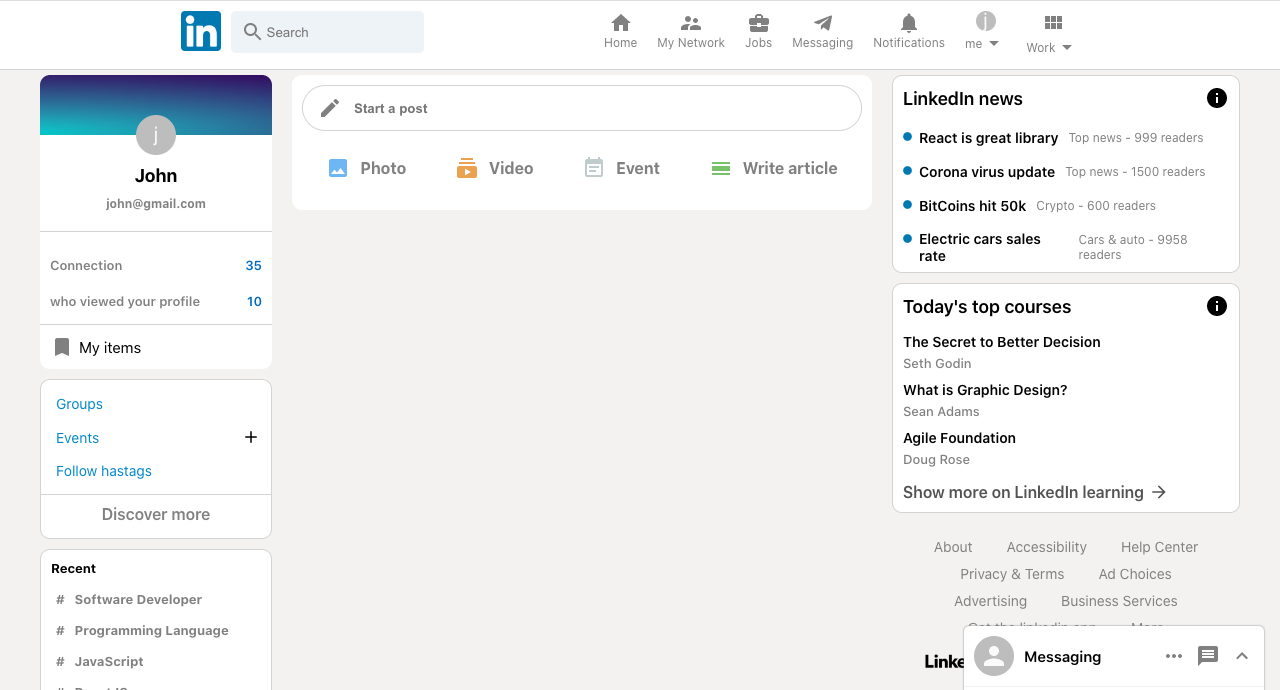 in Search Home My Network Jobs Messaging Notifications j me Work
j
John
john@gmail.com
Connection 35
who viewed your profile 10
My items
Groups
Events
Follow hastags
Discover more
Recent
# Software Developer
# Programming Language
# JavaScript
Start a post
Photo Video Event Write article
LinkedIn news
React is great library Top news - 999 readers
Corona virus update Top news - 1500 readers
BitCoins hit 50k Crypto - 600 readers
Electric cars sales rate Cars & auto - 9958 readers
Today's top courses
The Secret to Better Decision
Seth Godin
What is Graphic Design?
Sean Adams
Agile Foundation
Doug Rose
Show more on LinkedIn learning
About Accessibility Help Center
Privacy & Terms Ad Choices
Advertising Business Services
Get the linkedin app More
Linke
Messaging